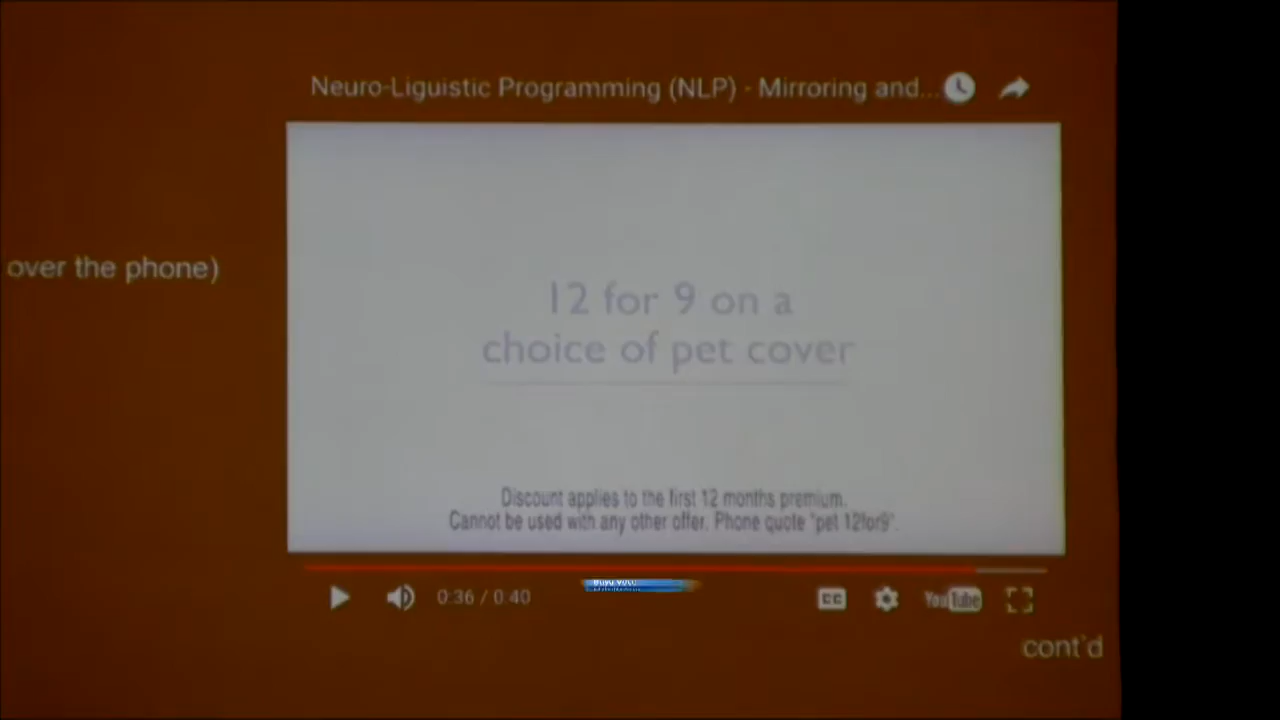 Neuro-Liguistic Programming (NLP) - Mirroring and...
over the phone)
12 for 9 on a
choice of pet cover
Discount applies to the first 12 months premium.
Cannot be used with any other offer. Phone quote "pet 12for9".
0:36 / 0:40
CC
YouTube
cont'd